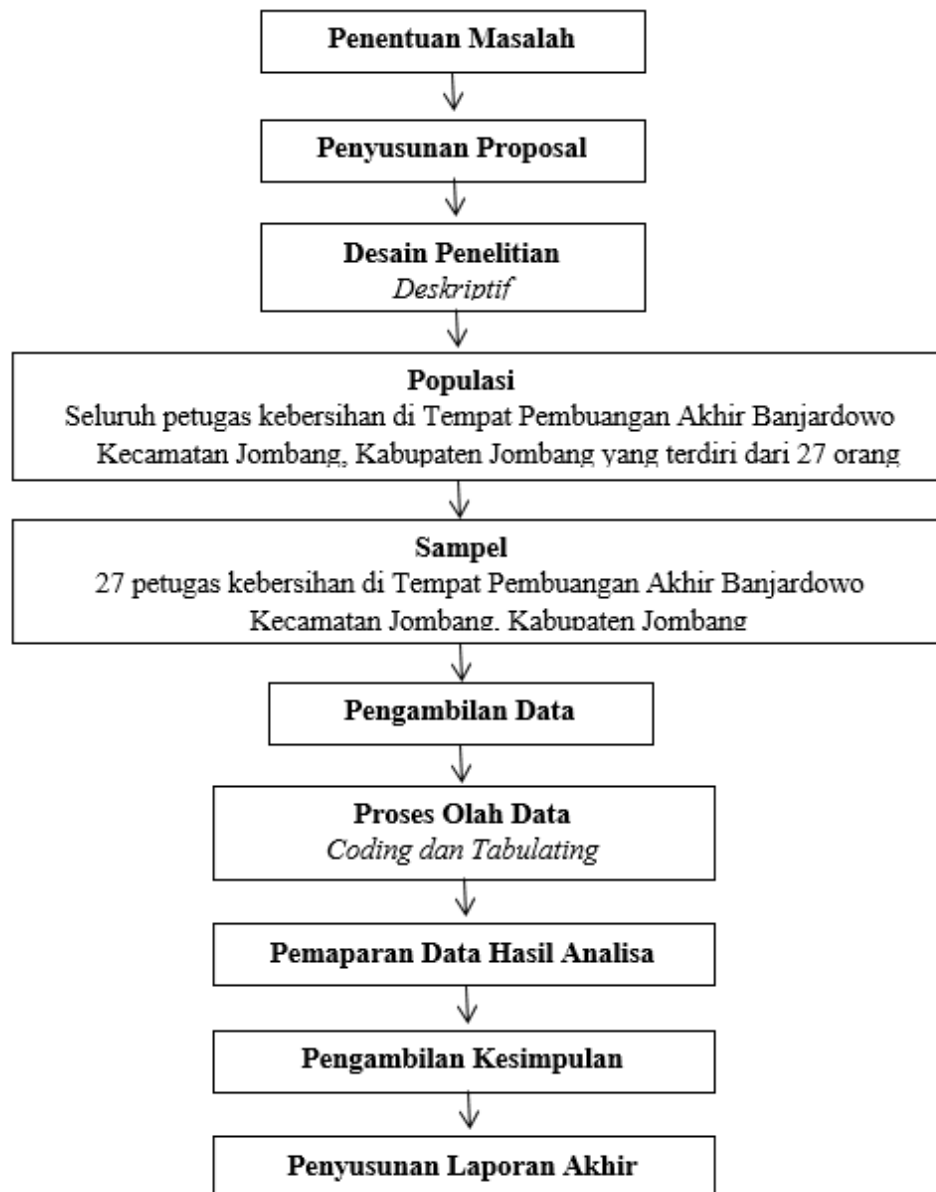 Penentuan Masalah
Penyusunan Proposal
Desain Penelitian
Deskriptif
Populasi
Seluruh petugas kebersihan di Tempat Pembuangan Akhir Banjardowo
Kecamatan Jombang, Kabupaten Jombang yang terdiri dari 27 orang
Sampel
27 petugas kebersihan di Tempat Pembuangan Akhir Banjardowo
Kecamatan Jombang, Kabupaten Jombang
Pengambilan Data
Proses Olah Data
Coding dan Tabulating
Pemaparan Data Hasil Analisa
Pengambilan Kesimpulan
Penyusunan Laporan Akhir